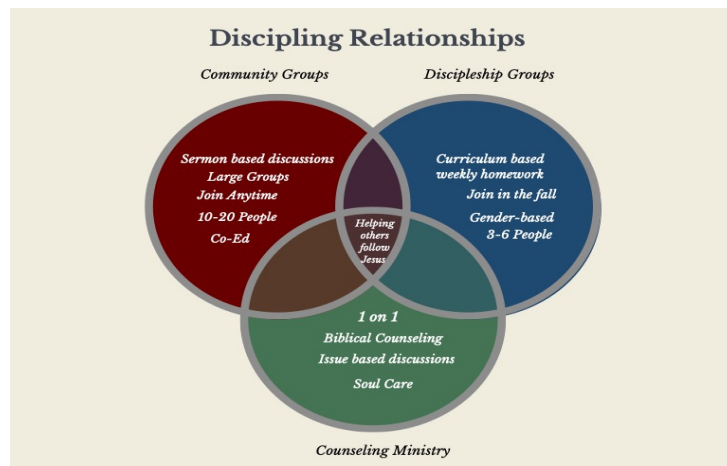 Discipling Relationships
Community Groups
Discipleship Groups
Sermon based discussions
Large Groups
Join Anytime
10-20 People
Co-Ed
Curriculum based
weekly homework
Join in the fall
Gender-based
3-6 People
Helping
others
follow
Jesus
1 on 1
Biblical Counseling
Issue based discussions
Soul Care
Counseling Ministry